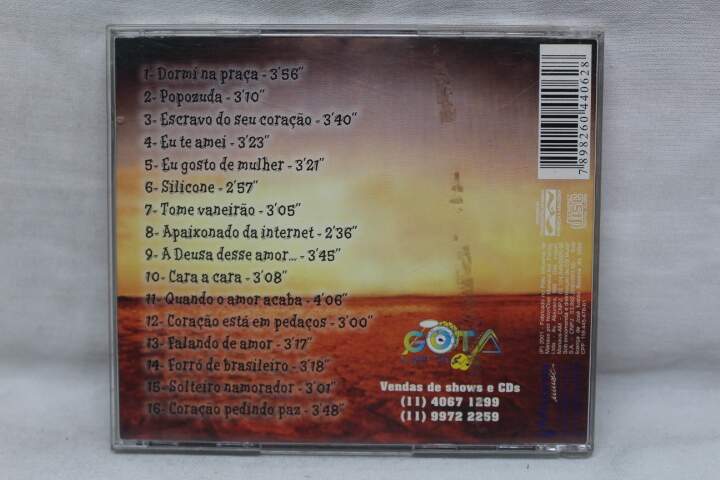 1- Dormi na praça - 3'56"
2- Popozuda - 3'10"
3- Escravo do seu coração - 3'40"
4- Eu te amei - 3'23"
5- Eu gosto de mulher - 3'21"
6- Silicone - 2'57"
7- Tome vaneirão - 3'05"
8- Apaixonado da internet - 2'36"
9- A Deusa desse amor... - 3'45"
10- Cara a cara - 3'08"
11- Quando o amor acaba - 4'06"
12- Coração está em pedaços - 3'00"
13- Falando de amor - 3'17"
14- Forró de brasileiro - 3'18"
15- Solteiro namorador - 3'01"
16- Coração pedindo paz - 3'48"
GOTA
Vendas de shows e CDs
(11) 4067 1299
(11) 9972 2259
7 898260 440628
music